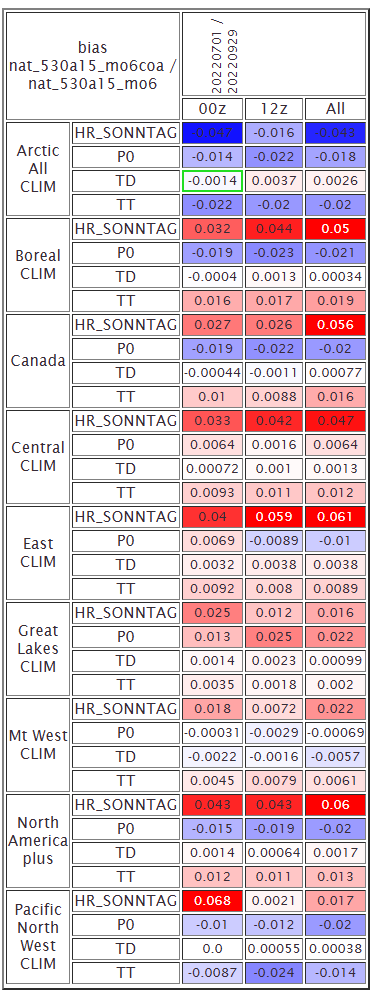 bias
nat_530a15_mo6coa /
nat_530a15_mo6
20220701 /
20220929
00z 12z All
Arctic All CLIM
HR_SONNTAG -0.047 -0.016 -0.043
P0 -0.014 -0.022 -0.018
TD -0.0014 0.0037 0.0026
TT -0.022 -0.02 -0.02
Boreal CLIM
HR_SONNTAG 0.032 0.044 0.05
P0 -0.019 -0.023 -0.021
TD -0.0004 0.0013 0.00034
TT 0.016 0.017 0.019
Canada
HR_SONNTAG 0.027 0.026 0.056
P0 -0.019 -0.022 -0.02
TD -0.00044 -0.0011 0.00077
TT 0.01 0.0088 0.016
Central CLIM
HR_SONNTAG 0.033 0.042 0.047
P0 0.0064 0.0016 0.0064
TD 0.00072 0.001 0.0013
TT 0.0093 0.011 0.012
East CLIM
HR_SONNTAG 0.04 0.059 0.061
P0 0.0069 -0.0089 -0.01
TD 0.0032 0.0038 0.0038
TT 0.0092 0.008 0.0089
Great Lakes CLIM
HR_SONNTAG 0.025 0.012 0.016
P0 0.013 0.025 0.022
TD 0.0014 0.0023 0.00099
TT 0.0035 0.0018 0.002
Mt West CLIM
HR_SONNTAG 0.018 0.0072 0.022
P0 -0.00031 -0.0029 -0.00069
TD -0.0022 -0.0016 -0.0057
TT 0.0045 0.0079 0.0061
North America plus
HR_SONNTAG 0.043 0.043 0.06
P0 -0.015 -0.019 -0.02
TD 0.0014 0.00064 0.0017
TT 0.012 0.011 0.013
Pacific North West CLIM
HR_SONNTAG 0.068 0.0021 0.017
P0 -0.01 -0.012 -0.02
TD 0.0 0.00055 0.00038
TT -0.0087 -0.024 -0.014